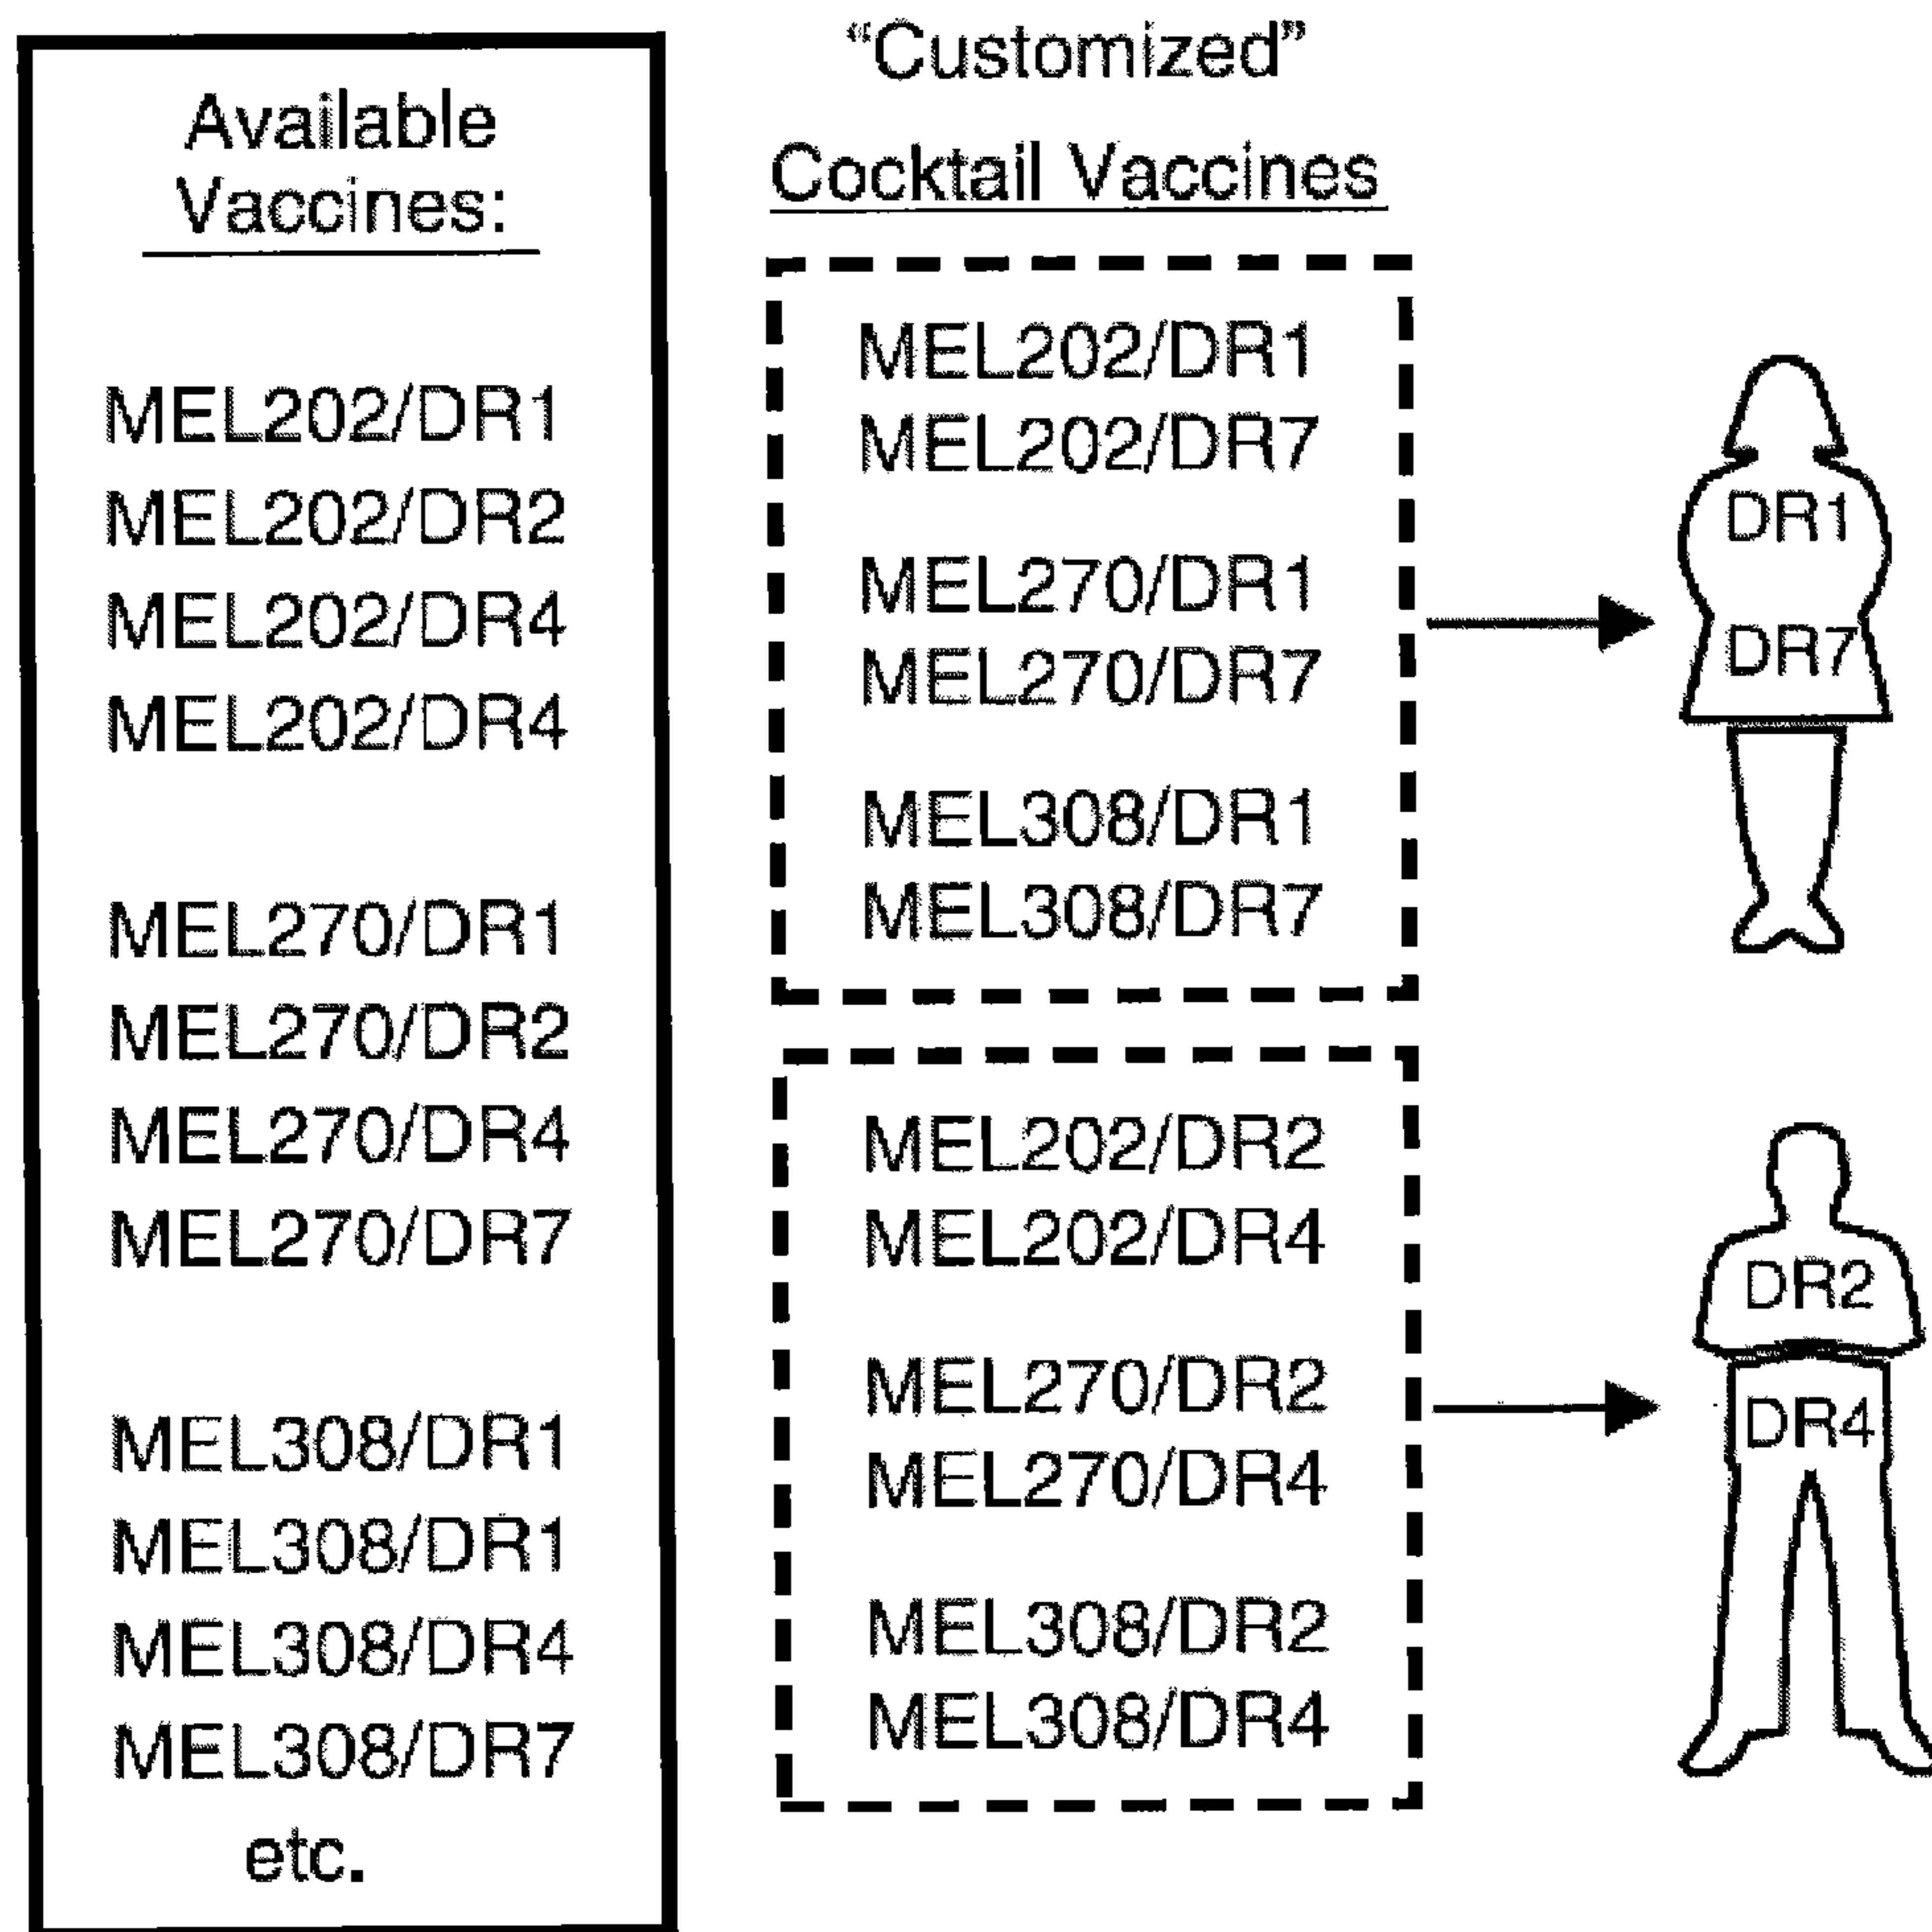 Available
Vaccines:
MEL202/DR1
MEL202/DR2
MEL202/DR4
MEL202/DR4
MEL270/DR1
MEL270/DR2
MEL270/DR4
MEL270/DR7
MEL308/DR1
MEL308/DR1
MEL308/DR4
MEL308/DR7
etc.
“Customized”
Cocktail Vaccines
MEL202/DR1
MEL202/DR7
MEL270/DR1
MEL270/DR7
MEL308/DR1
MEL308/DR7
DR1
DR7
MEL202/DR2
MEL202/DR4
MEL270/DR2
MEL270/DR4
MEL308/DR2
MEL308/DR4
DR2
DR4